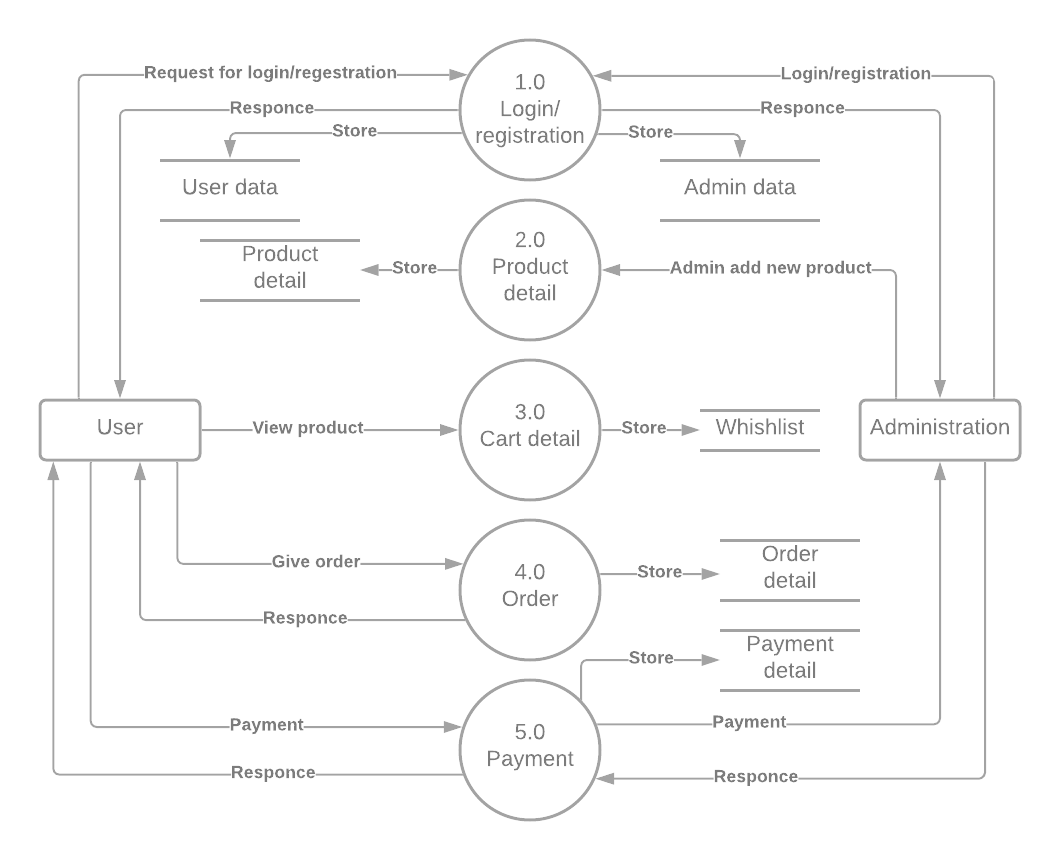 Request for login/regestration
1.0
Login/
registration
Login/registration
Responce
Responce
Store
Store
User data
Admin data
Product
detail
Store
2.0
Product
detail
Admin add new product
User
View product
3.0
Cart detail
Store
Whishlist
Administration
Give order
4.0
Order
Store
Order
detail
Responce
Store
Payment
detail
Payment
5.0
Payment
Payment
Responce
Responce